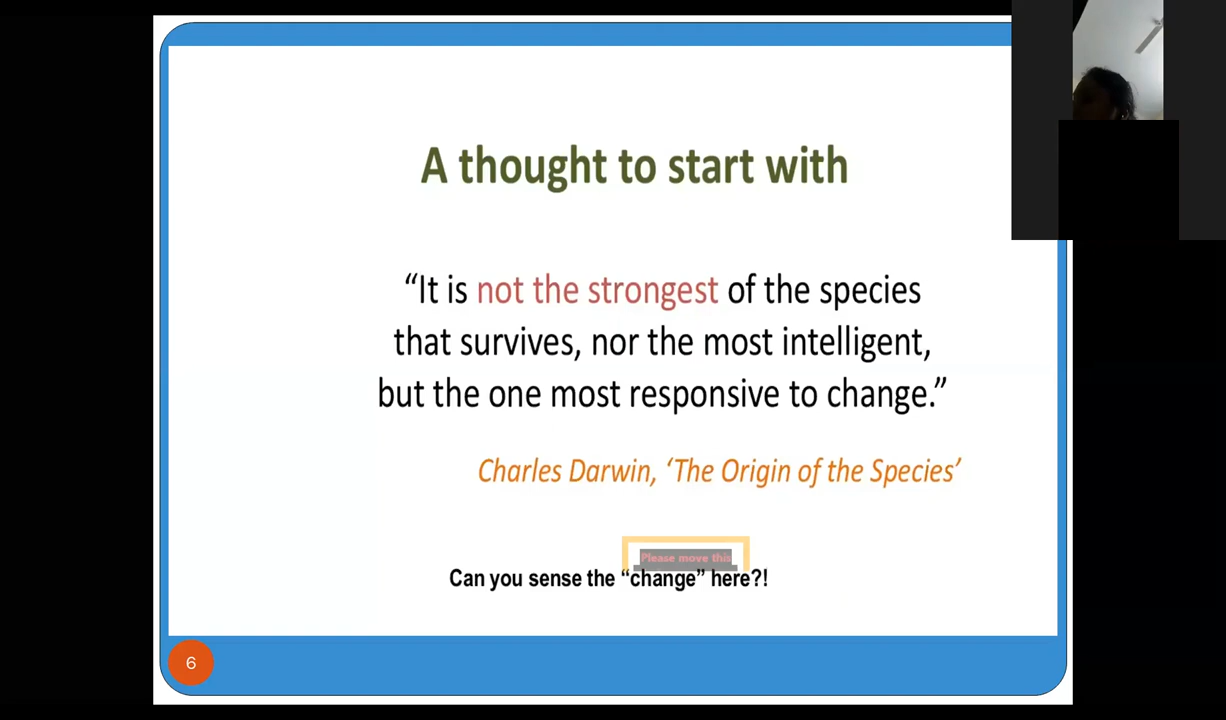 A thought to start with
“It is not the strongest of the species
that survives, nor the most intelligent,
but the one most responsive to change.”
Charles Darwin, ‘The Origin of the Species’
Please move this
Can you sense the “change” here?!
6